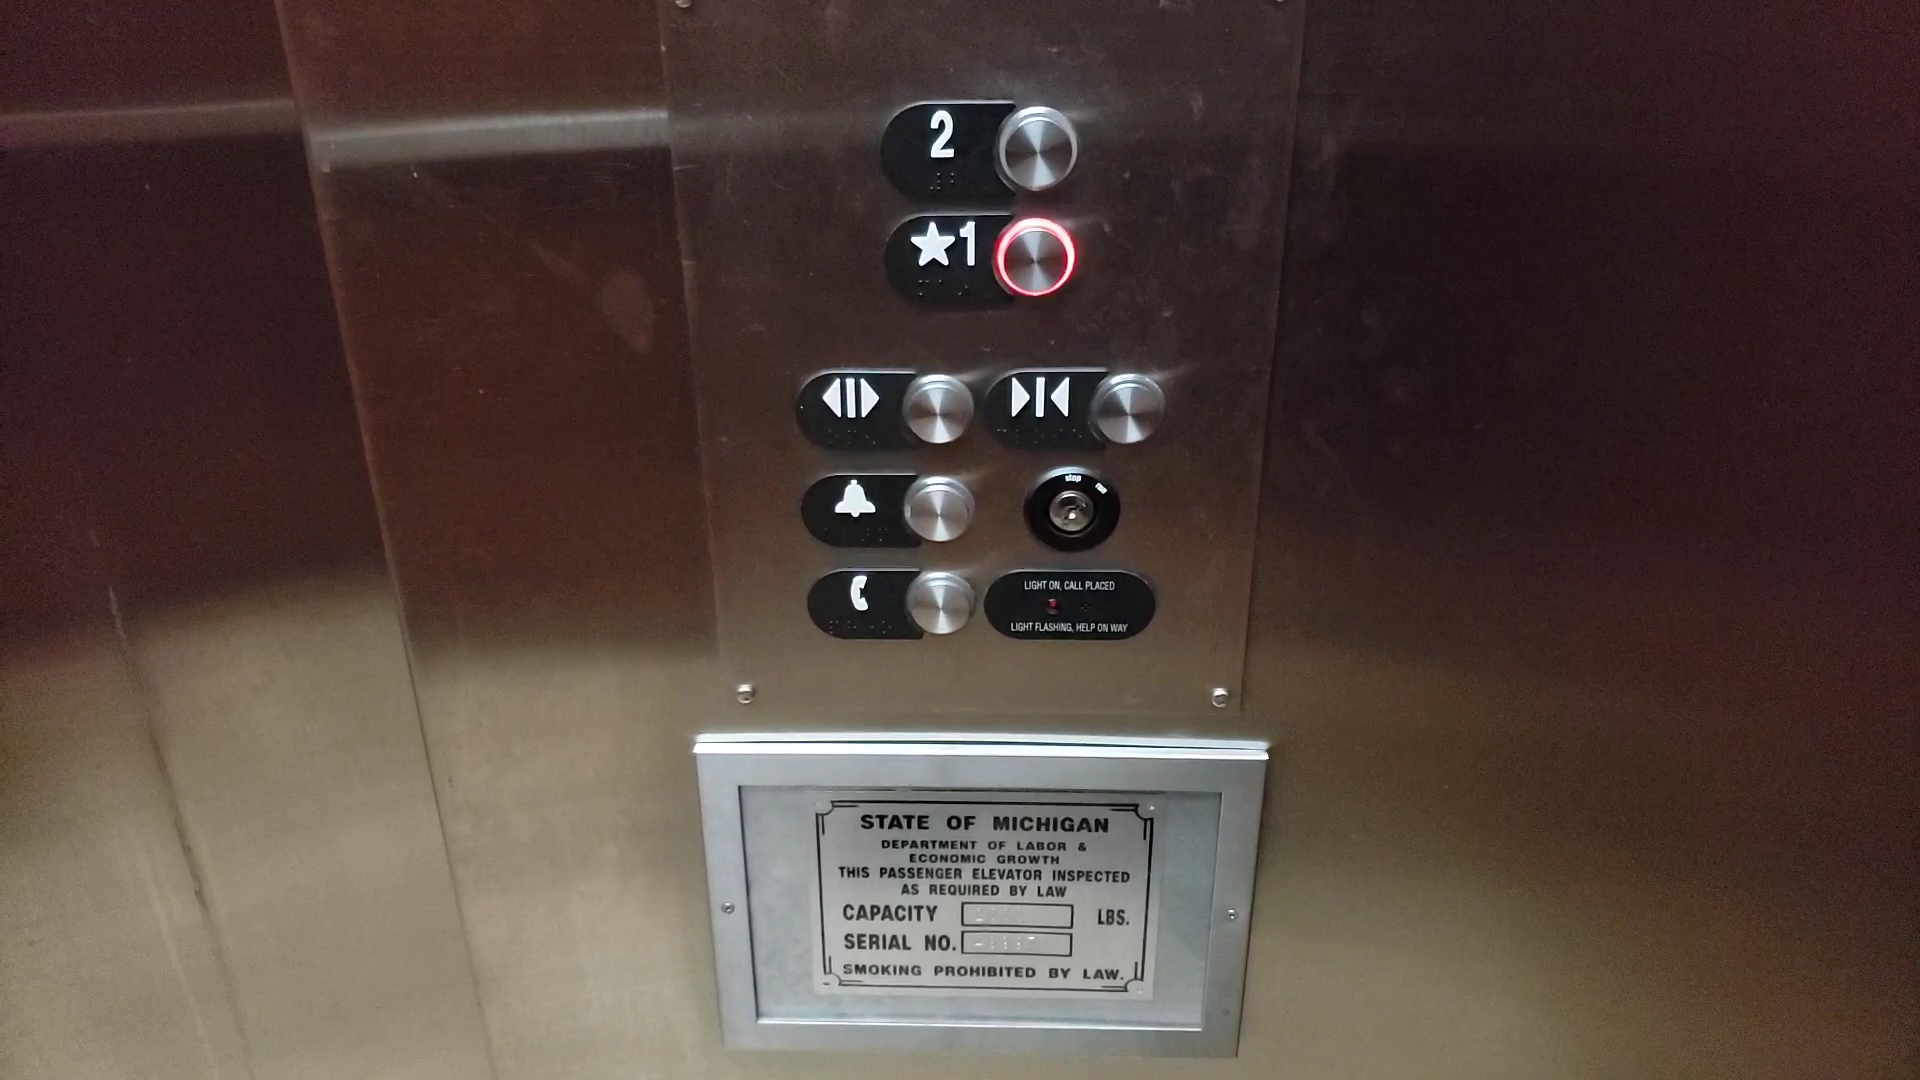 2
★1
stop run
LIGHT ON, CALL PLACED
LIGHT FLASHING, HELP ON WAY
STATE OF MICHIGAN
DEPARTMENT OF LABOR &
ECONOMIC GROWTH
THIS PASSENGER ELEVATOR INSPECTED
AS REQUIRED BY LAW
CAPACITY LBS.
SERIAL NO.
SMOKING PROHIBITED BY LAW.